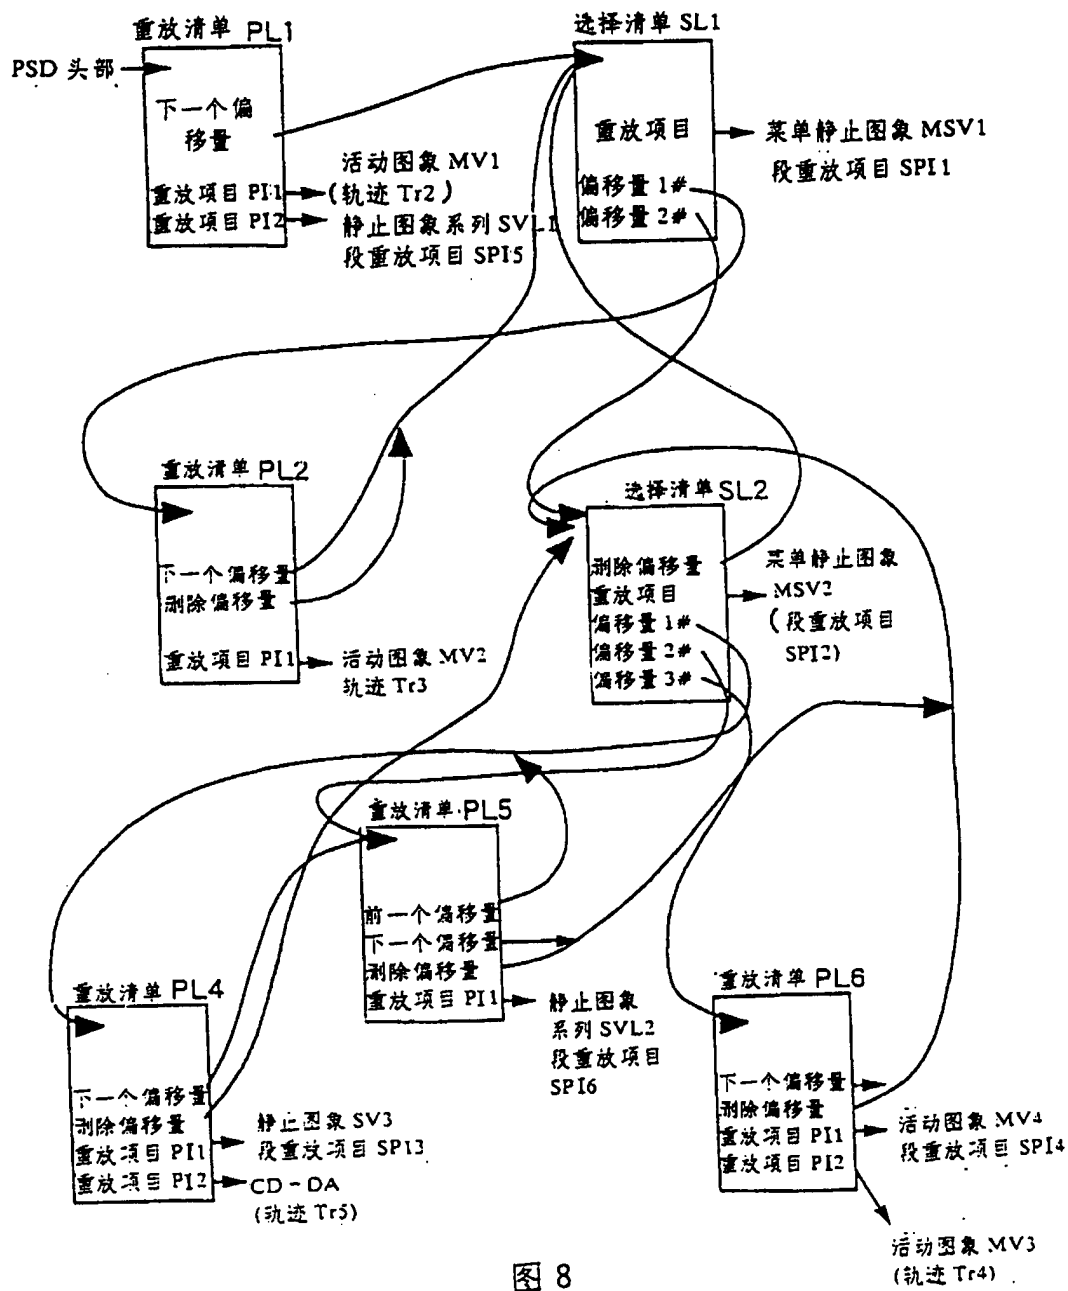 重放清单 PL1
PSD 头部
下一个偏
移量
重放项目 PI1
重放项目 PI2
活动图象 MV1
(轨迹 Tr2)
静止图象系列 SVL1
段重放项目 SPI5
选择清单 SL1
重放项目
偏移量 1#
偏移量 2#
菜单静止图象 MSV1
段重放项目 SPI1
重放清单 PL2
下一个偏移量
删除偏移量
重放项目 PI1
活动图象 MV2
轨迹 Tr3
选择清单 SL2
删除偏移量
重放项目
偏移量 1#
偏移量 2#
偏移量 3#
菜单静止图象
MSV2
(段重放项目
SPI2)
重放清单 PL5
前一个偏移量
下一个偏移量
删除偏移量
重放项目 PI1
静止图象
系列 SVL2
段重放项目
SPI6
重放清单 PL4
下一个偏移量
删除偏移量
重放项目 PI1
重放项目 PI2
静止图象 SV3
段重放项目 SPI3
CD-DA
(轨迹 Tr5)
重放清单 PL6
下一个偏移量
删除偏移量
重放项目 PI1
重放项目 PI2
活动图象 MV4
段重放项目 SPI4
活动图象 MV3
(轨迹 Tr4)
图 8